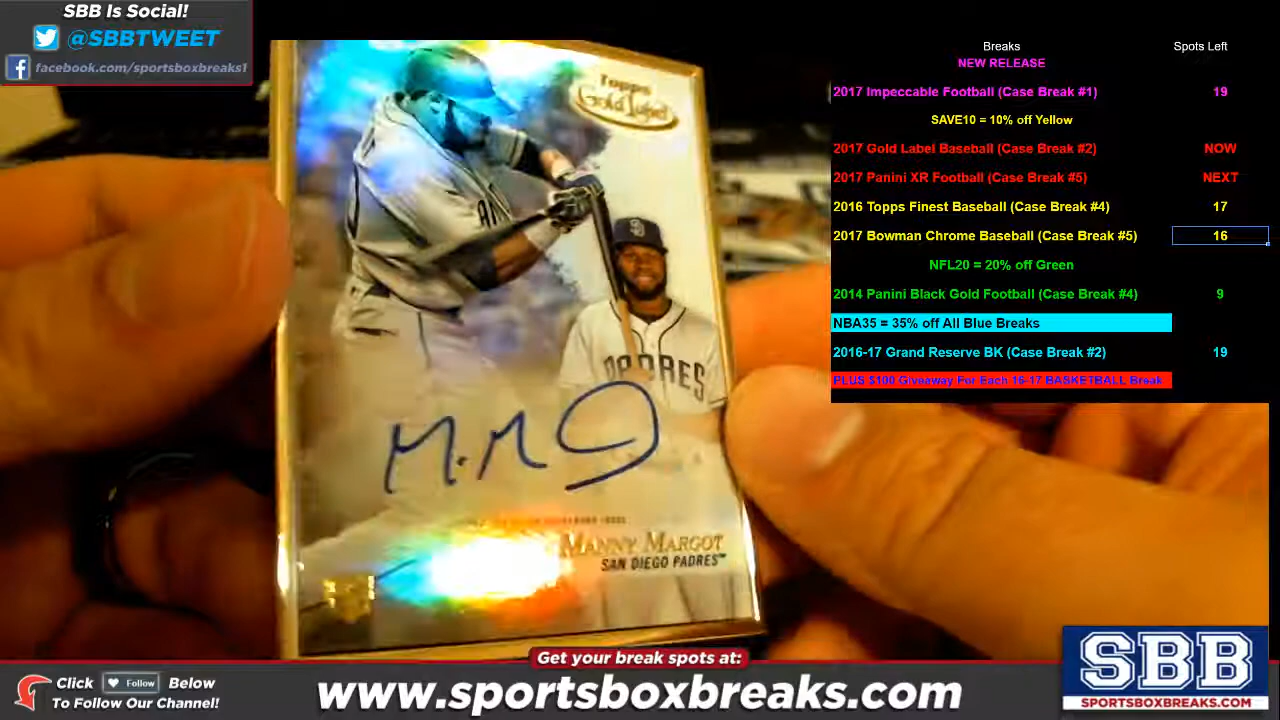 SBB Is Social!
@SBBTWEET
facebook.com/sportsboxbreaks1
Breaks Spots Left
NEW RELEASE
2017 Impeccable Football (Case Break #1) 19
SAVE10 = 10% off Yellow
2017 Gold Label Baseball (Case Break #2) NOW
2017 Panini XR Football (Case Break #5) NEXT
2016 Topps Finest Baseball (Case Break #4) 17
2017 Bowman Chrome Baseball (Case Break #5) 16
NFL20 = 20% off Green
2014 Panini Black Gold Football (Case Break #4) 9
NBA35 = 35% off All Blue Breaks
2016-17 Grand Reserve BK (Case Break #2) 19
PLUS $100 Giveaway For Each 16-17 BASKETBALL Break
Topps
Gold Label
PADRES
M.M
MANNY MARGOT
SAN DIEGO PADRES™
Get your break spots at:
Click Follow Below
To Follow Our Channel!
www.sportsboxbreaks.com
SBB
SPORTSBOXBREAKS.COM